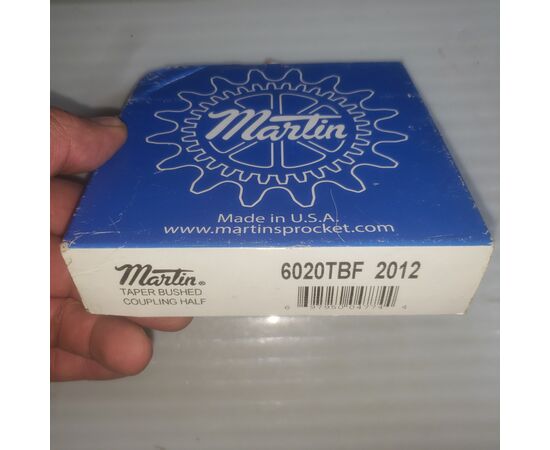 Martin
Made in U.S.A.
www.martinsprocket.com
Martin®
TAPER BUSHED
COUPLING HALF
6020TBF 2012